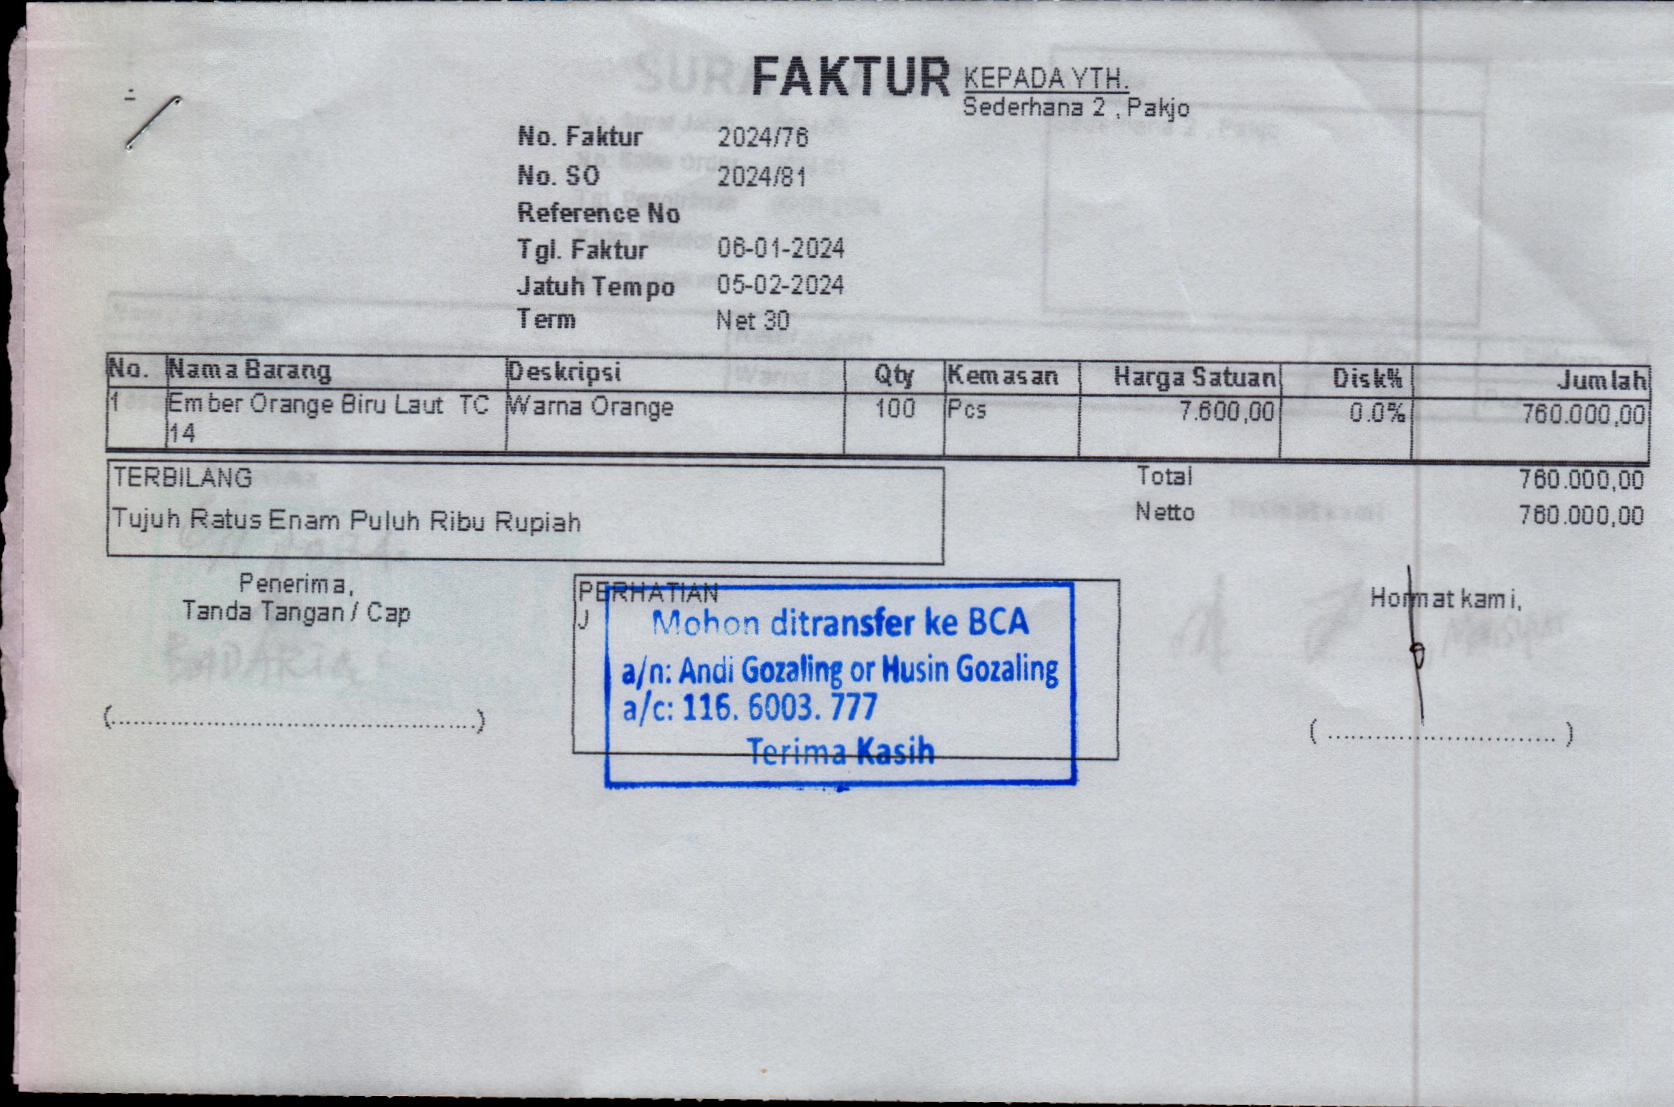 FAKTUR
KEPADA YTH.
Sederhana 2 , Pakjo
No. Faktur 2024/76
No. SO 2024/81
Reference No
Tgl. Faktur 06-01-2024
Jatuh Tempo 05-02-2024
Term Net 30
No. Nama Barang Deskripsi Qty Kemasan Harga Satuan Disk% Jumlah
1 Ember Orange Biru Laut TC Warna Orange 100 Pcs 7.600,00 0.0% 760.000,00
14
TERBILANG
Tujuh Ratus Enam Puluh Ribu Rupiah
Total 760.000,00
Netto 760.000,00
Penerima,
Tanda Tangan / Cap
(................................................)
PERHATIAN
J
Mohon ditransfer ke BCA
a/n: Andi Gozaling or Husin Gozaling
a/c: 116. 6003. 777
Terima Kasih
Hormat kami,
( .............................. )